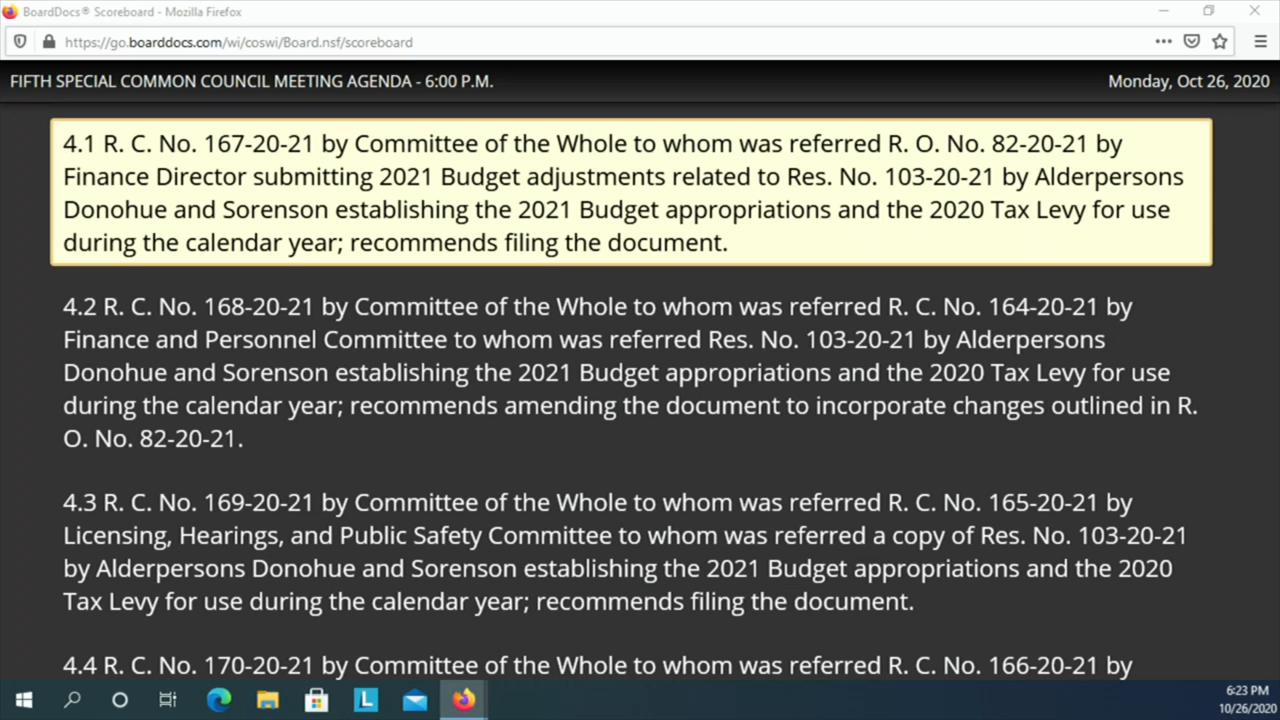 BoardDocs® Scoreboard - Mozilla Firefox
https://go.boarddocs.com/wi/coswi/Board.nsf/scoreboard
FIFTH SPECIAL COMMON COUNCIL MEETING AGENDA - 6:00 P.M.
Monday, Oct 26, 2020
4.1 R. C. No. 167-20-21 by Committee of the Whole to whom was referred R. O. No. 82-20-21 by
Finance Director submitting 2021 Budget adjustments related to Res. No. 103-20-21 by Alderpersons
Donohue and Sorenson establishing the 2021 Budget appropriations and the 2020 Tax Levy for use
during the calendar year; recommends filing the document.
4.2 R. C. No. 168-20-21 by Committee of the Whole to whom was referred R. C. No. 164-20-21 by
Finance and Personnel Committee to whom was referred Res. No. 103-20-21 by Alderpersons
Donohue and Sorenson establishing the 2021 Budget appropriations and the 2020 Tax Levy for use
during the calendar year; recommends amending the document to incorporate changes outlined in R.
O. No. 82-20-21.
4.3 R. C. No. 169-20-21 by Committee of the Whole to whom was referred R. C. No. 165-20-21 by
Licensing, Hearings, and Public Safety Committee to whom was referred a copy of Res. No. 103-20-21
by Alderpersons Donohue and Sorenson establishing the 2021 Budget appropriations and the 2020
Tax Levy for use during the calendar year; recommends filing the document.
4.4 R. C. No. 170-20-21 by Committee of the Whole to whom was referred R. C. No. 166-20-21 by
L
6:23 PM
10/26/2020